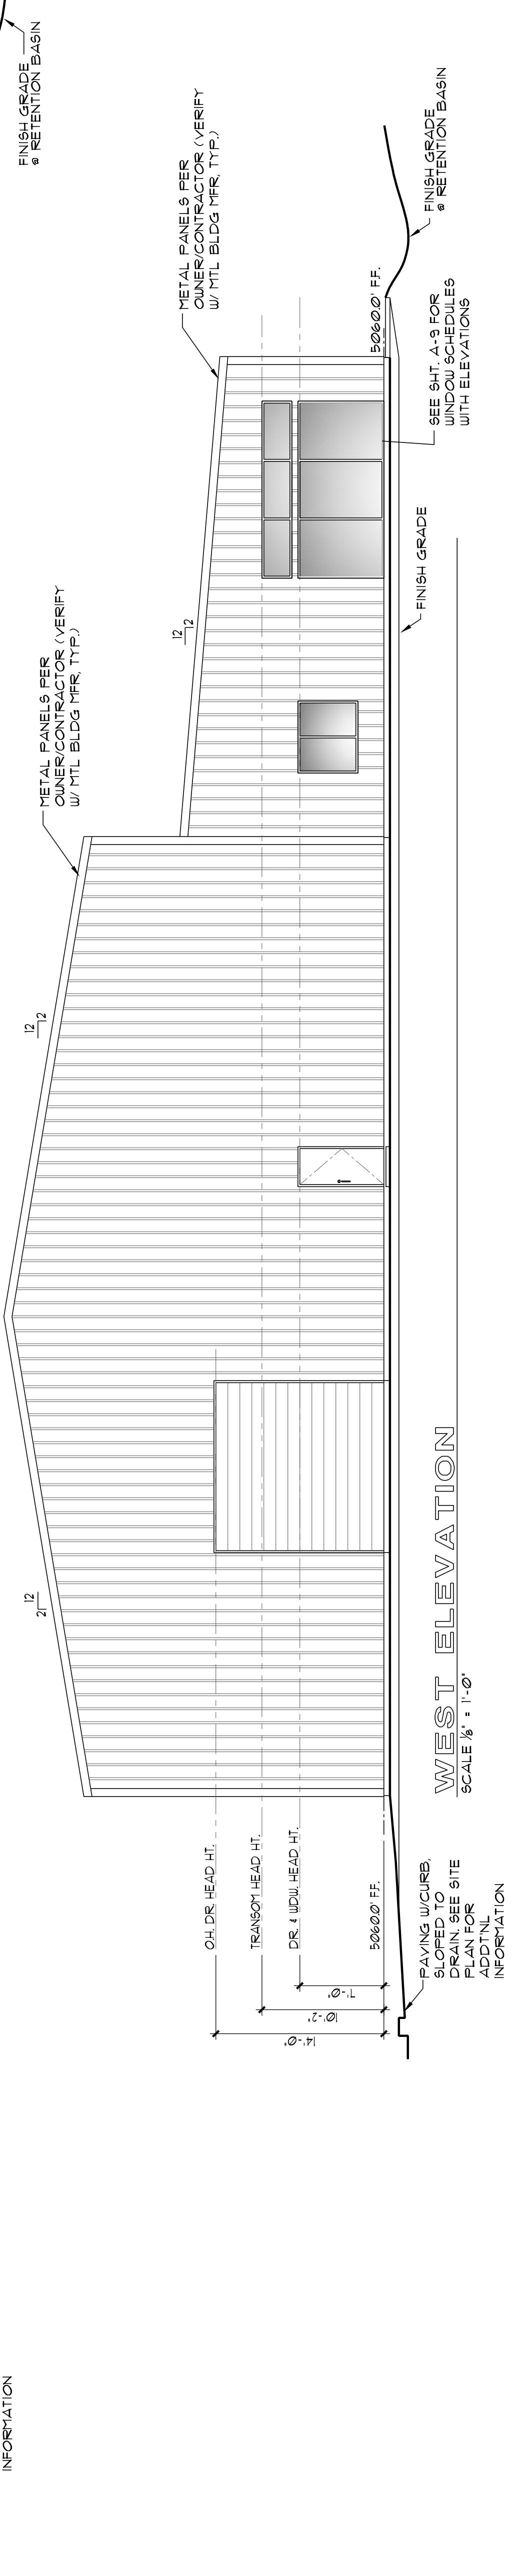 INFORMATION
FINISH GRADE
@ RETENTION BASIN
METAL PANELS PER
OWNER/CONTRACTOR (VERIFY
W/ MTL BLDG MFR, TYP.)
METAL PANELS PER
OWNER/CONTRACTOR (VERIFY
W/ MTL BLDG MFR, TYP.)
12
2
12
2
12
2
O.H. DR. HEAD HT.
TRANSOM HEAD HT.
DR. & WDW. HEAD HT.
5060.0' F.F.
14'-0"
10'-2"
7'-0"
5060.0' F.F.
FINISH GRADE
@ RETENTION BASIN
SEE SHT. A-9 FOR
WINDOW SCHEDULES
WITH ELEVATIONS
FINISH GRADE
PAVING W/CURB,
SLOPED TO
DRAIN. SEE SITE
PLAN FOR
ADDTNL
INFORMATION
WEST ELEVATION
SCALE 1/8" = 1'-0"